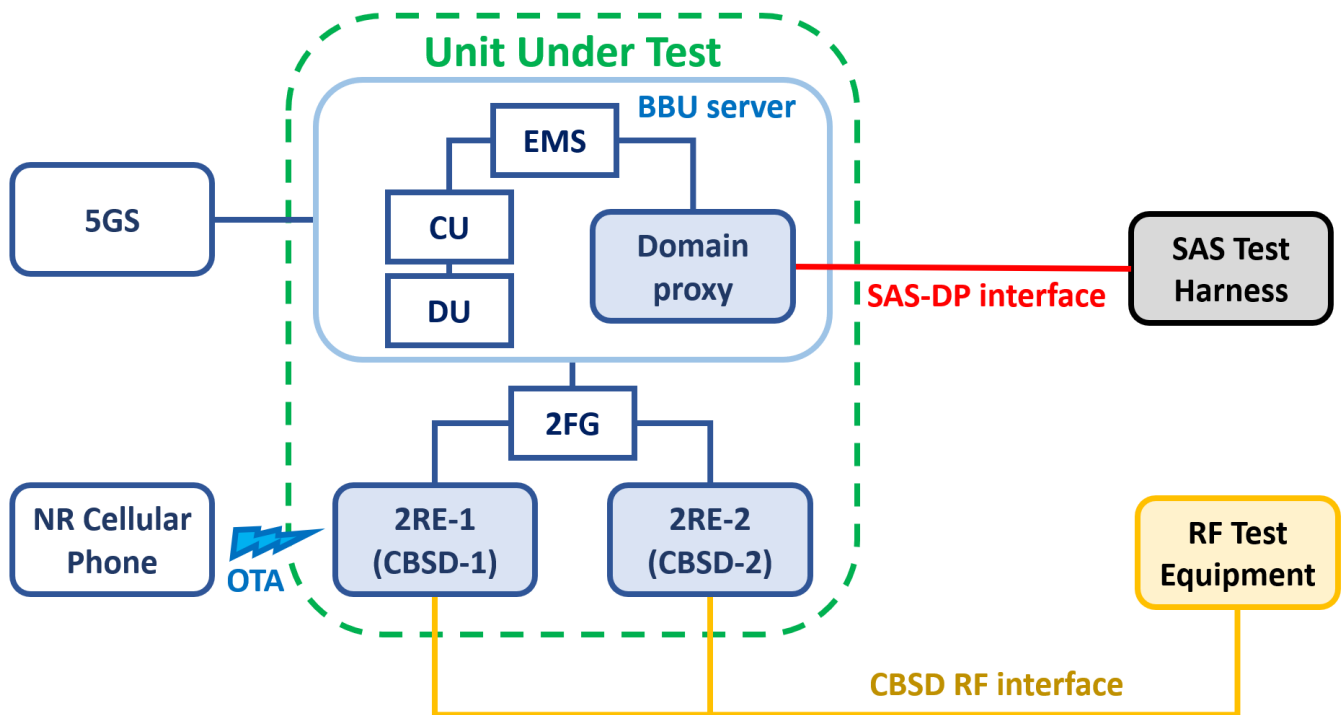 Unit Under Test
BBU server
EMS
5GS
CU
DU
Domain
proxy
SAS-DP interface
SAS Test
Harness
2FG
NR Cellular
Phone
OTA
2RE-1
(CBSD-1)
2RE-2
(CBSD-2)
RF Test
Equipment
CBSD RF interface